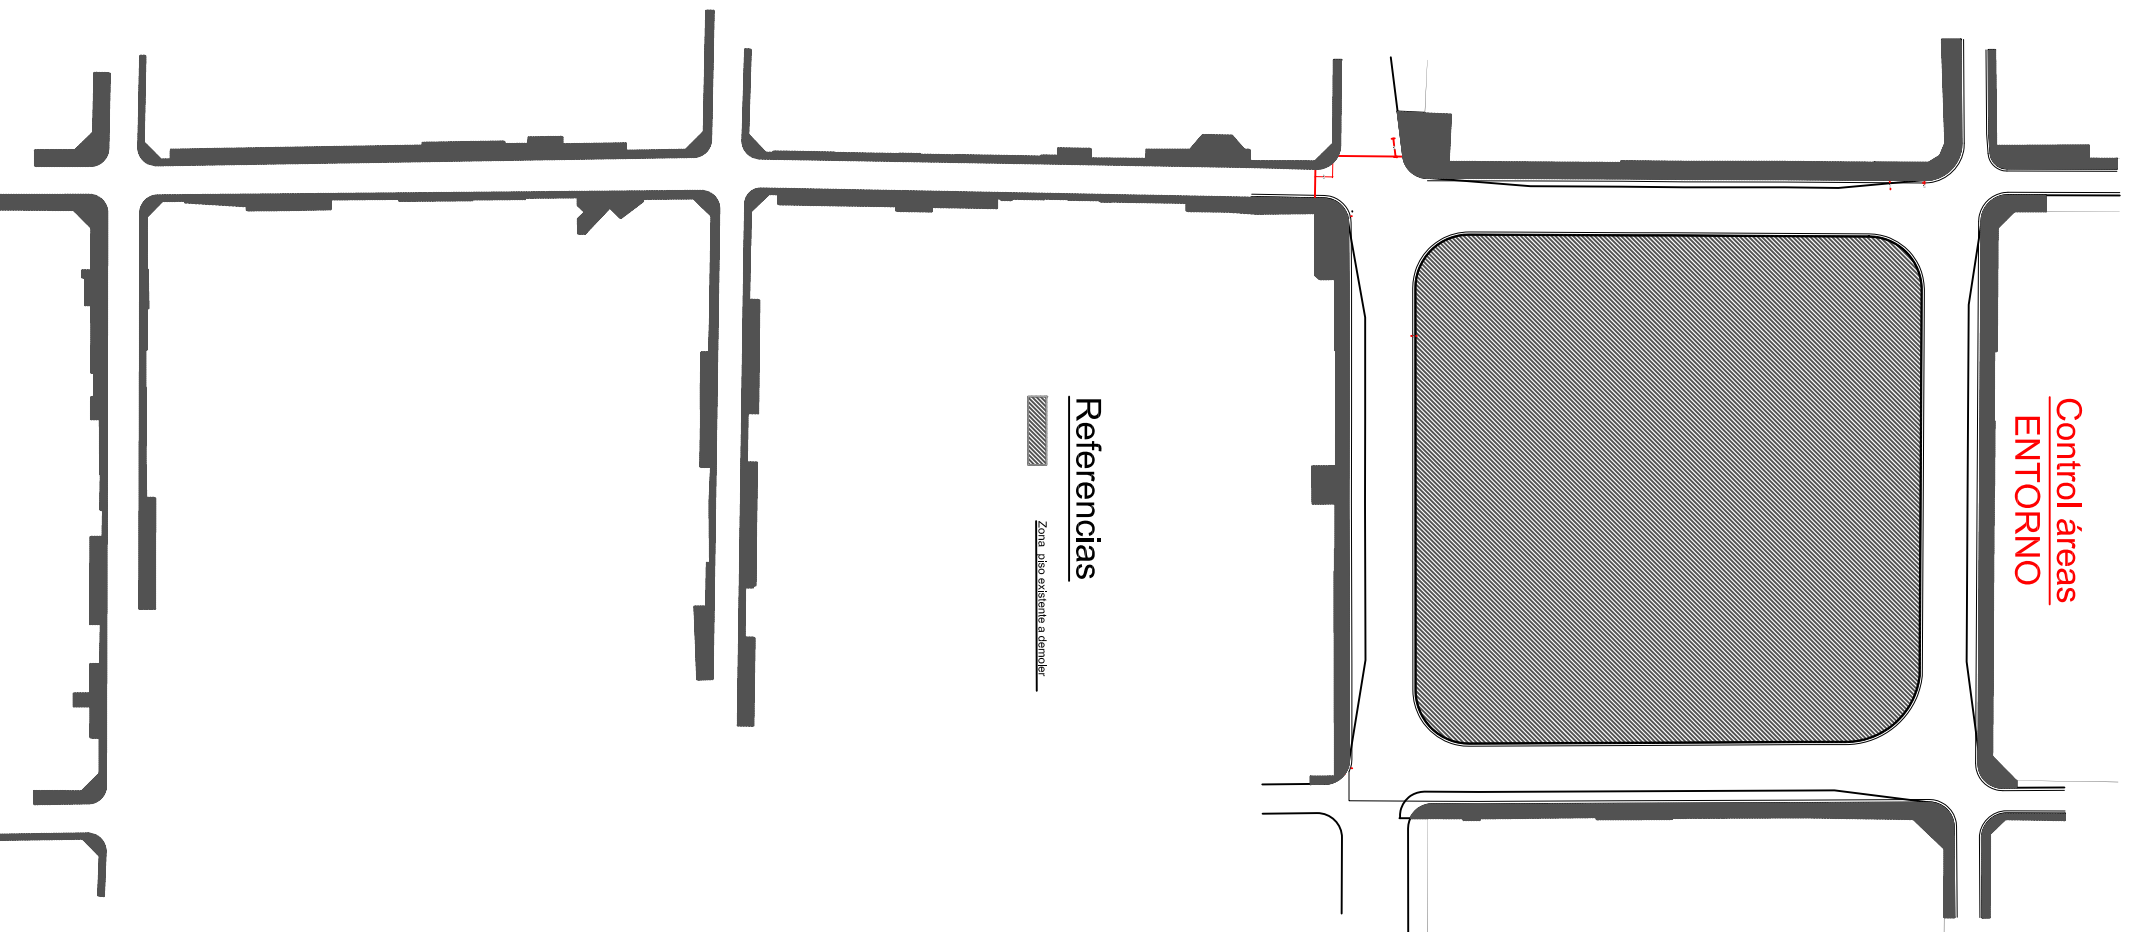 Control áreas
ENTORNO
Referencias
Zona piso existente a demoler